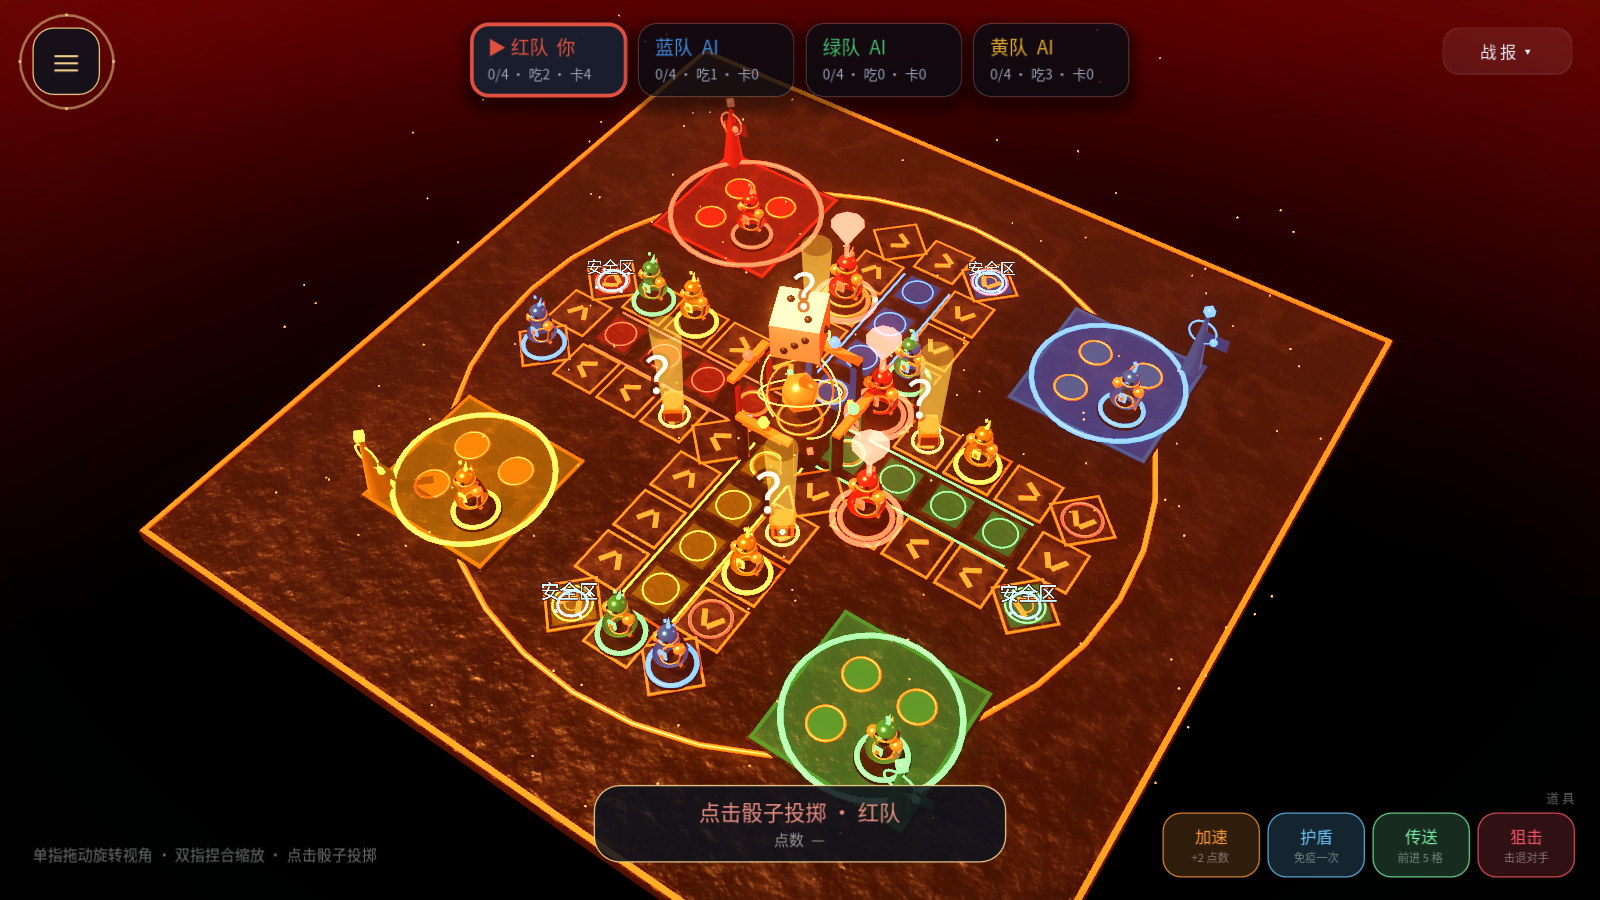 ▶ 红队 你
0/4 · 吃2 · 卡4
蓝队 AI
0/4 · 吃1 · 卡0
绿队 AI
0/4 · 吃0 · 卡0
黄队 AI
0/4 · 吃3 · 卡0
战报 ▾
安全区
安全区
?
?
?
?
安全区
安全区
点击骰子投掷 · 红队
点数 —
单指拖动旋转视角 · 双指捏合缩放 · 点击骰子投掷
道具
加速
+2 点数
护盾
免疫一次
传送
前进 5 格
狙击
击退对手